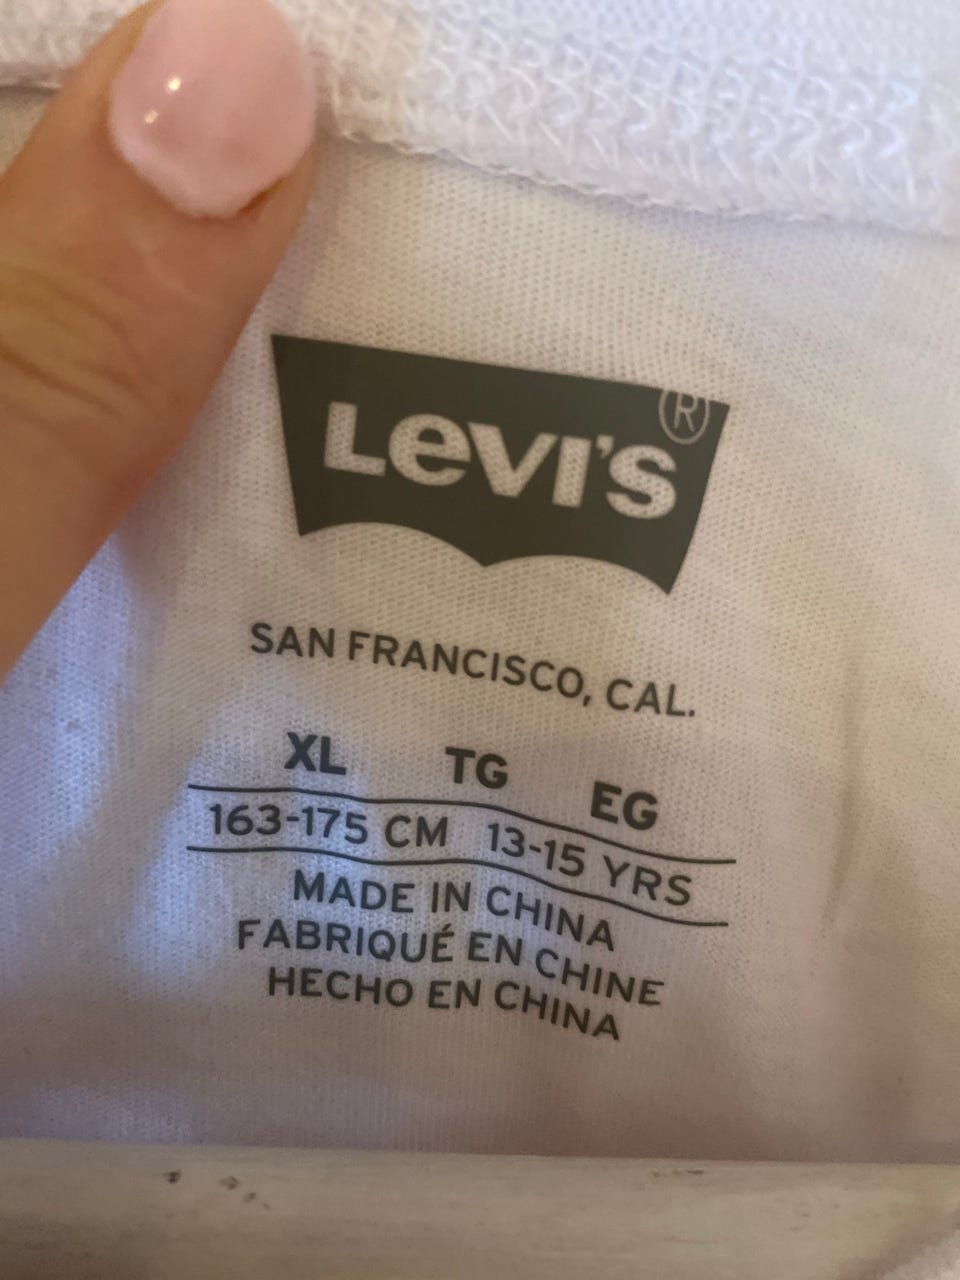 LEVI'S®
SAN FRANCISCO, CAL.
XL TG EG
163-175 CM 13-15 YRS
MADE IN CHINA
FABRIQUÉ EN CHINE
HECHO EN CHINA